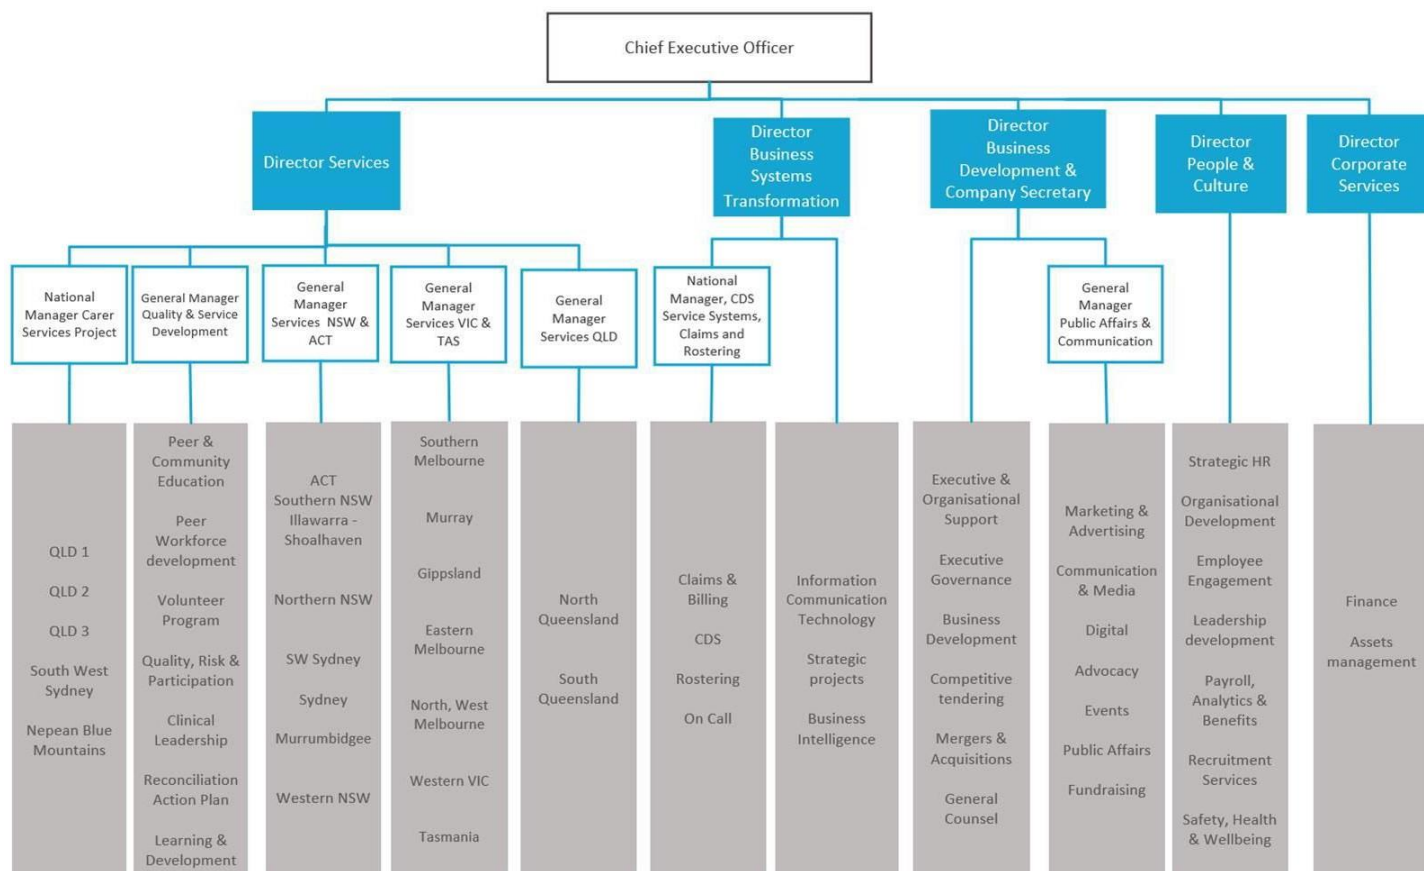 Chief Executive Officer
Director Services
Director
Business
Systems
Transformation
Director
Business
Development &
Company Secretary
Director
People &
Culture
Director
Corporate
Services
National
Manager Carer
Services Project
General Manager
Quality & Service
Development
General
Manager
Services NSW &
ACT
General
Manager
Services VIC &
TAS
General
Manager
Services QLD
National
Manager, CDS
Service Systems,
Claims and
Rostering
General
Manager
Public Affairs &
Communication
QLD 1
QLD 2
QLD 3
South West
Sydney
Nepean Blue
Mountains
Peer &
Community
Education
Peer
Workforce
development
Volunteer
Program
Quality, Risk &
Participation
Clinical
Leadership
Reconciliation
Action Plan
Learning &
Development
ACT
Southern NSW
Illawarra -
Shoalhaven
Northern NSW
SW Sydney
Sydney
Murrumbidgee
Western NSW
Southern
Melbourne
Murray
Gippsland
Eastern
Melbourne
North, West
Melbourne
Western VIC
Tasmania
North
Queensland
South
Queensland
Claims &
Billing
CDS
Rostering
On Call
Information
Communication
Technology
Strategic
projects
Business
Intelligence
Executive &
Organisational
Support
Executive
Governance
Business
Development
Competitive
tendering
Mergers &
Acquisitions
General
Counsel
Marketing &
Advertising
Communication
& Media
Digital
Advocacy
Events
Public Affairs
Fundraising
Strategic HR
Organisational
Development
Employee
Engagement
Leadership
development
Payroll,
Analytics &
Benefits
Recruitment
Services
Safety, Health
& Wellbeing
Finance
Assets
management